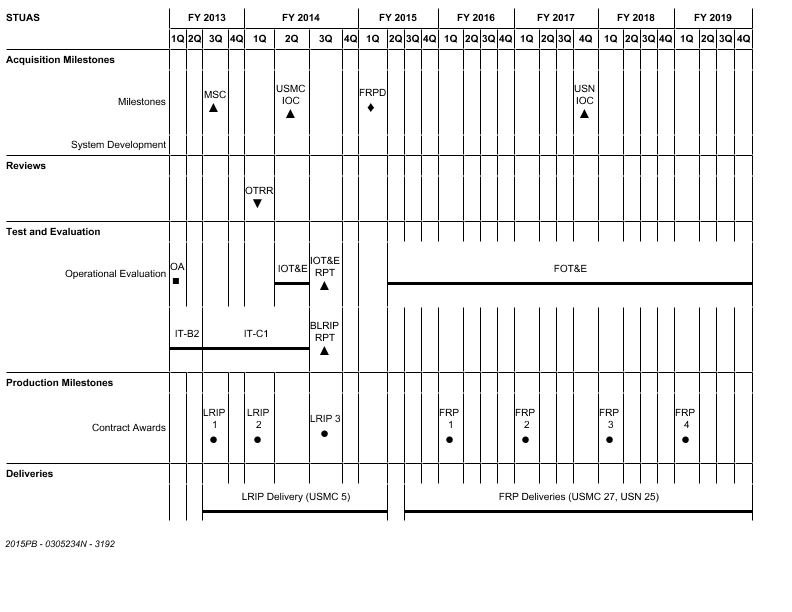 STUAS FY 2013 FY 2014 FY 2015 FY 2016 FY 2017 FY 2018 FY 2019
1Q 2Q 3Q 4Q 1Q 2Q 3Q 4Q 1Q 2Q 3Q 4Q 1Q 2Q 3Q 4Q 1Q 2Q 3Q 4Q 1Q 2Q 3Q 4Q 1Q 2Q 3Q 4Q
Acquisition Milestones
Milestones
MSC
USMC
IOC
FRPD
USN
IOC
System Development
Reviews
OTRR
Test and Evaluation
Operational Evaluation
OA
IOT&E
IOT&E
RPT
FOT&E
IT-B2
IT-C1
BLRIP
RPT
Production Milestones
Contract Awards
LRIP
1
LRIP
2
LRIP 3
FRP
1
FRP
2
FRP
3
FRP
4
Deliveries
LRIP Delivery (USMC 5)
FRP Deliveries (USMC 27, USN 25)
2015PB - 0305234N - 3192